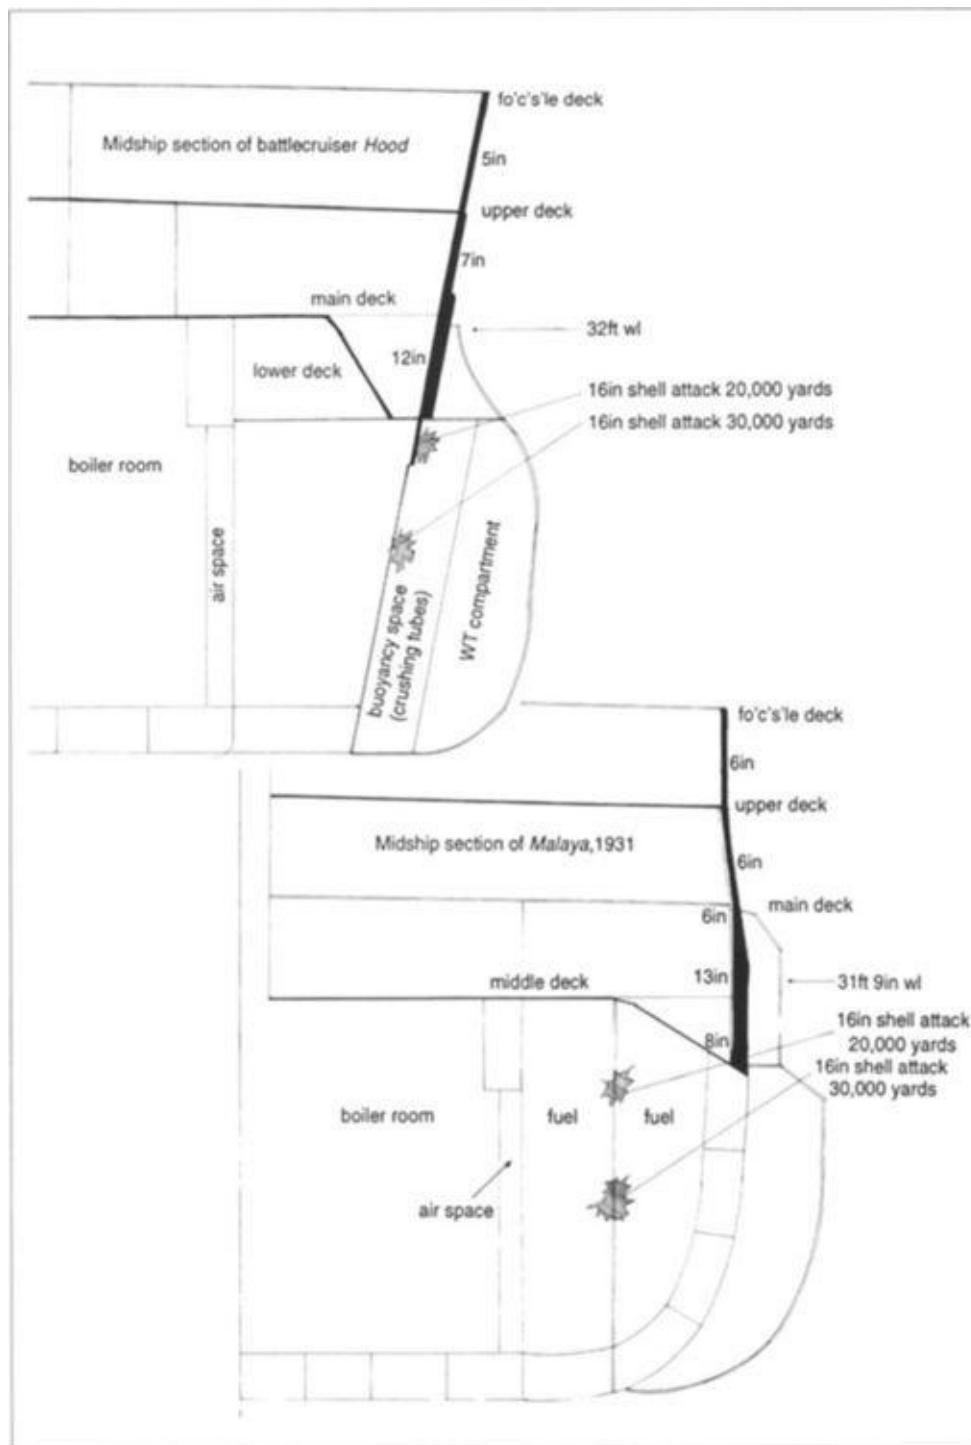 fo'c's'le deck
Midship section of battlecruiser Hood
5in
upper deck
7in
main deck
32ft wl
12in
lower deck
16in shell attack 20,000 yards
16in shell attack 30,000 yards
boiler room
air space
buoyancy space
(crushing tubes)
WT compartment
fo'c's'le deck
6in
upper deck
Midship section of Malaya,1931
6in
6in
main deck
13in
middle deck
31ft 9in wl
16in shell attack
20,000 yards
8in
16in shell attack
30,000 yards
boiler room
fuel
fuel
air space